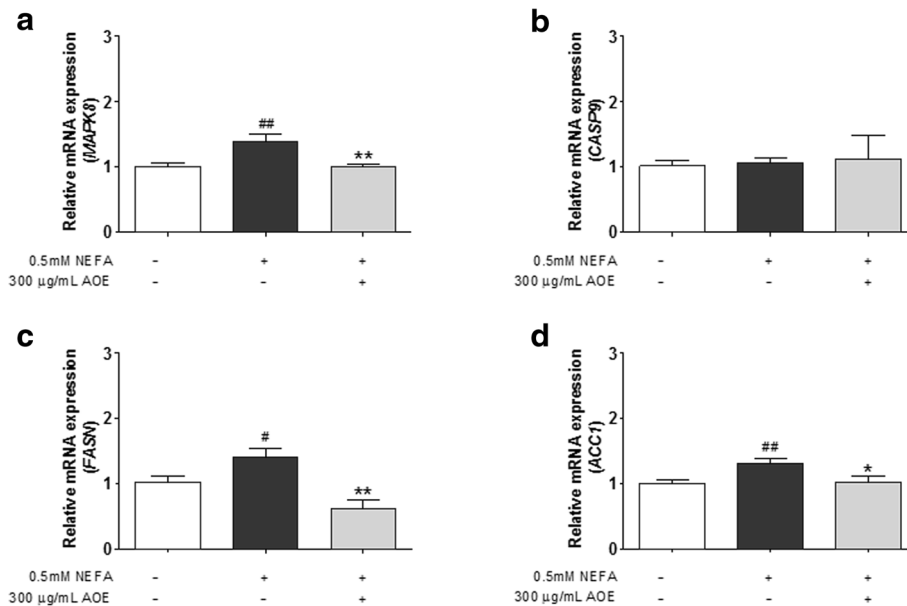 a
Relative mRNA expression
(MAPK8)
3
2
1
0
##
**
0.5mM NEFA - + +
300 µg/mL AOE - - +
b
Relative mRNA expression
(CASP9)
3
2
1
0
0.5mM NEFA - + +
300 µg/mL AOE - - +
c
Relative mRNA expression
(FASN)
3
2
1
0
#
**
0.5mM NEFA - + +
300 µg/mL AOE - - +
d
Relative mRNA expression
(ACC1)
3
2
1
0
##
*
0.5mM NEFA - + +
300 µg/mL AOE - - +